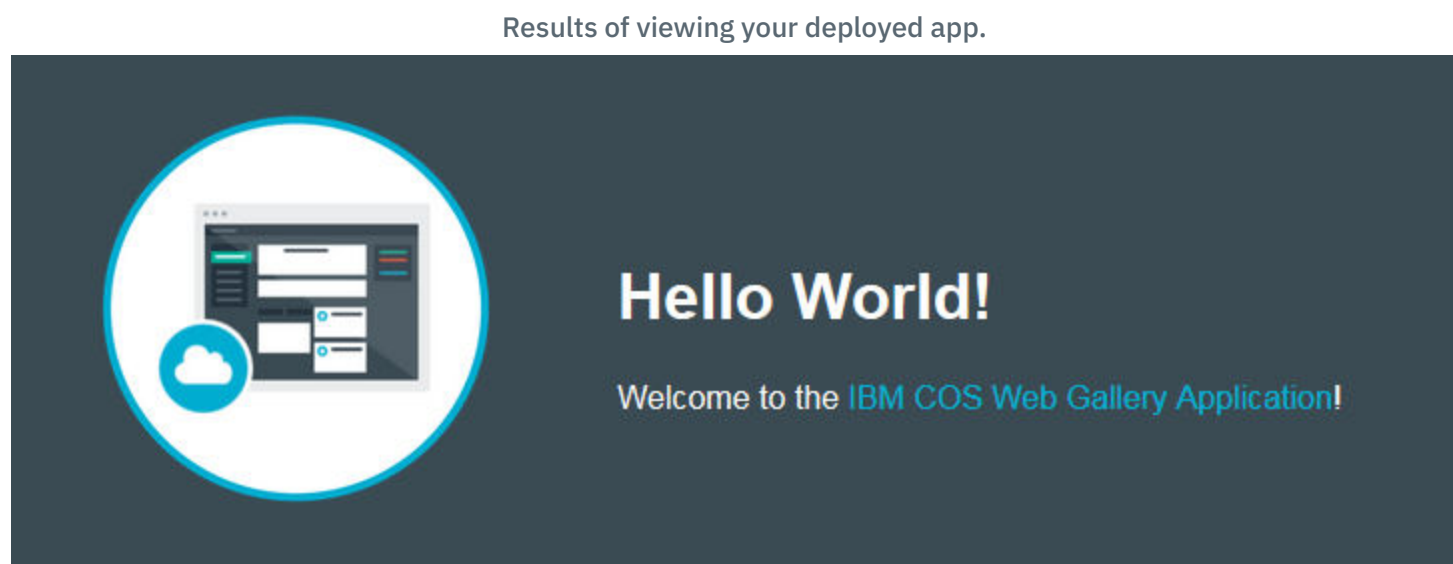 Results of viewing your deployed app.
Hello World!
Welcome to the IBM COS Web Gallery Application!